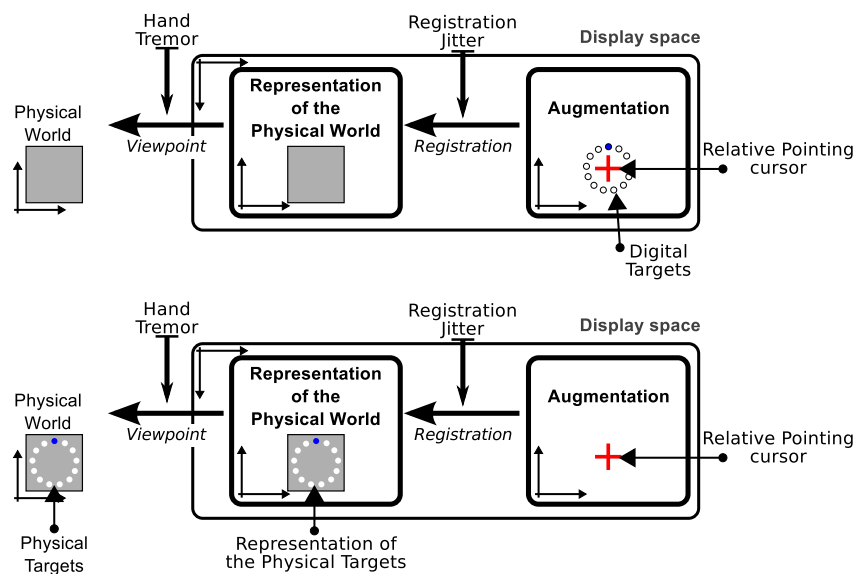 Hand
Tremor
Registration
Jitter
Display space
Representation
of the
Physical World
Augmentation
Physical
World
Viewpoint
Registration
Relative Pointing
cursor
Digital
Targets
Hand
Tremor
Registration
Jitter
Display space
Representation
of the
Physical World
Augmentation
Physical
World
Viewpoint
Registration
Relative Pointing
cursor
Physical
Targets
Representation of
the Physical Targets